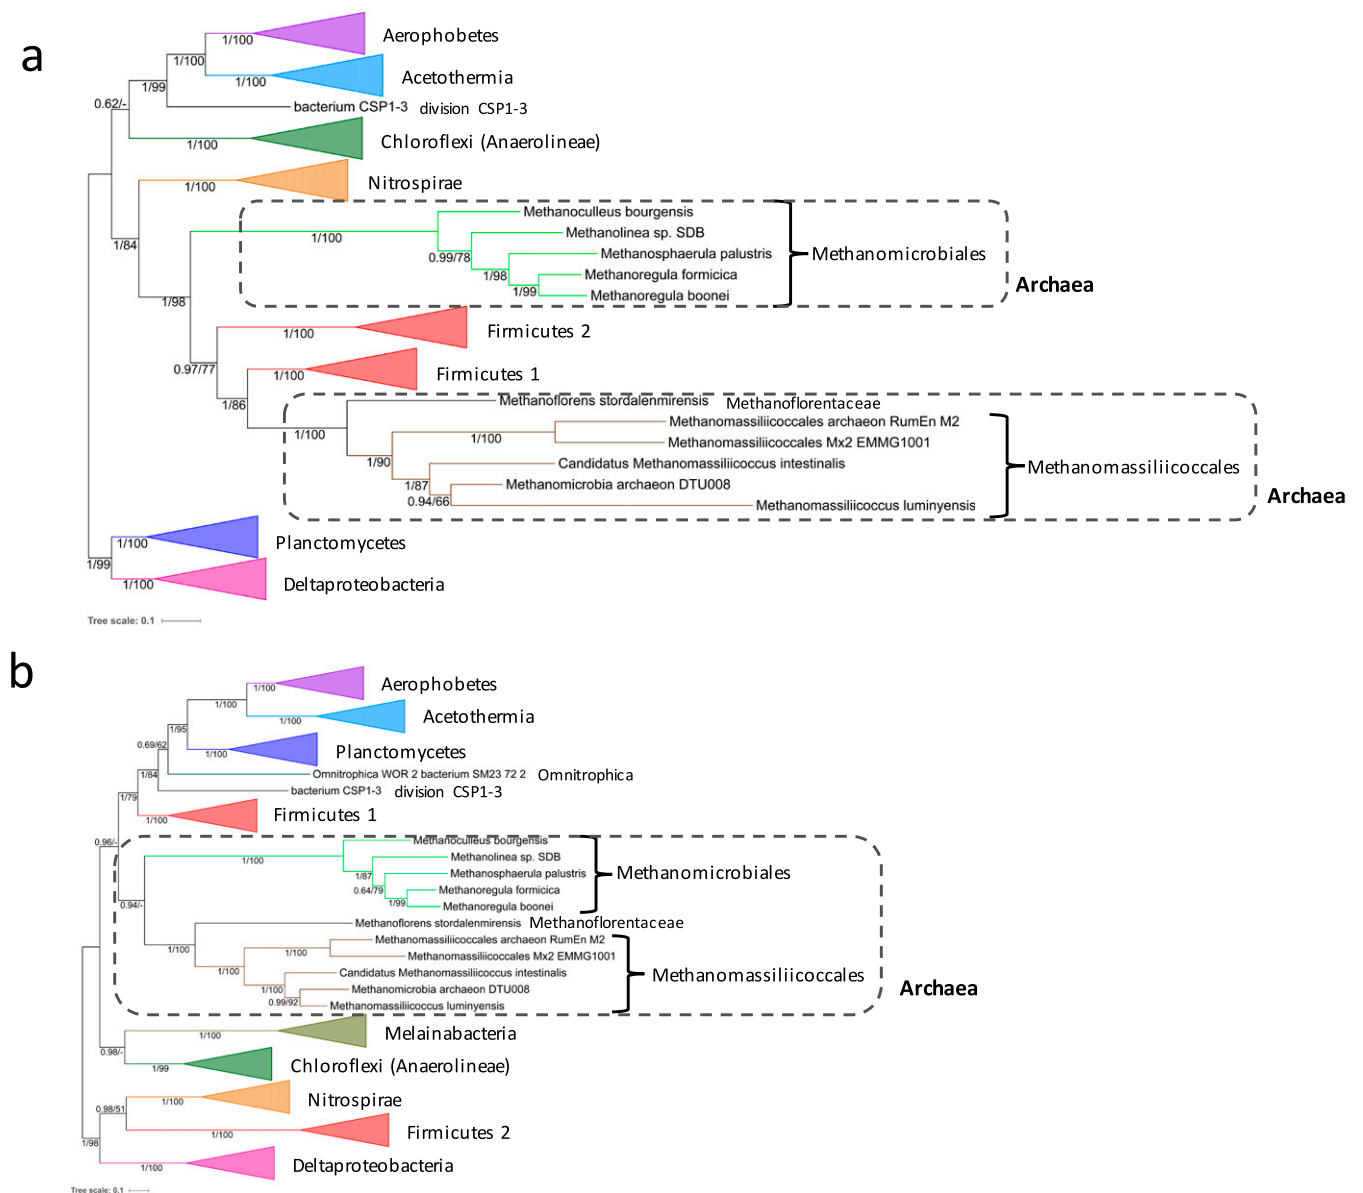 a
1/100
Aerophobetes
1/100
1/100
Acetothermia
1/99
bacterium CSP1-3 division CSP1-3
0.62/-
1/100
Chloroflexi (Anaerolineae)
1/100
Nitrospirae
1/84
1/100
Methanoculleus bourgensis
Methanolinea sp. SDB
0.99/78
Methanosphaerula palustris
Methanomicrobiales
1/98
Methanoregula formicica
1/99
Methanoregula boonei
Archaea
1/98
1/100
Firmicutes 2
0.97/77
1/100
Firmicutes 1
1/86
Methanoflorens stordalenmirensis Methanoflorentaceae
1/100
Methanomassiliicoccales archaeon RumEn M2
1/100
Methanomassiliicoccales Mx2 EMMG1001
1/90
Candidatus Methanomassiliicoccus intestinalis
Methanomassiliicoccales
1/87
Methanomicrobia archaeon DTU008
0.94/66
Methanomassiliicoccus luminyensis
Archaea
1/100
Planctomycetes
1/99
1/100
Deltaproteobacteria
Tree scale: 0.1
b
1/100
Aerophobetes
1/100
1/100
Acetothermia
1/95
1/100
Planctomycetes
0.69/62
Omnitrophica WOR 2 bacterium SM23 72 2 Omnitrophica
1/84
bacterium CSP1-3 division CSP1-3
1/79
1/100
Firmicutes 1
0.96/-
Methanoculleus bourgensis
1/100
Methanolinea sp. SDB
1/87
Methanosphaerula palustris
Methanomicrobiales
0.64/79
Methanoregula formicica
1/99
Methanoregula boonei
0.94/-
Methanoflorens stordalenmirensis Methanoflorentaceae
1/100
Methanomassiliicoccales archaeon RumEn M2
1/100
Methanomassiliicoccales Mx2 EMMG1001
1/100
Candidatus Methanomassiliicoccus intestinalis
Methanomassiliicoccales
1/100
Methanomicrobia archaeon DTU008
0.99/92
Methanomassiliicoccus luminyensis
Archaea
1/100
Melainabacteria
0.98/-
1/99
Chloroflexi (Anaerolineae)
1/100
Nitrospirae
0.98/51
1/100
Firmicutes 2
1/98
1/100
Deltaproteobacteria
Tree scale: 0.1